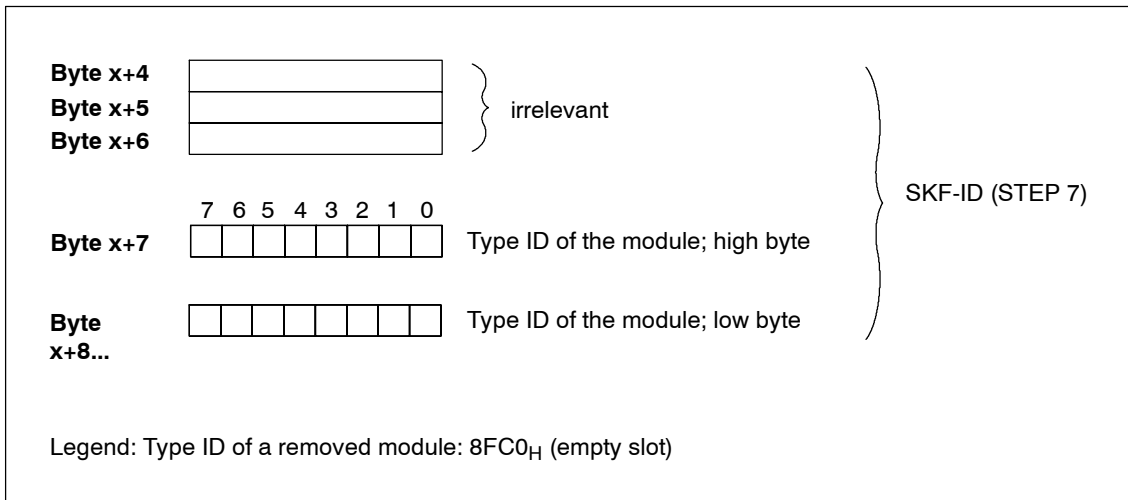 Byte x+4
Byte x+5
Byte x+6
irrelevant
SKF-ID (STEP 7)
7 6 5 4 3 2 1 0
Byte x+7
Type ID of the module; high byte
Byte
x+8...
Type ID of the module; low byte
Legend: Type ID of a removed module: 8FC0H (empty slot)